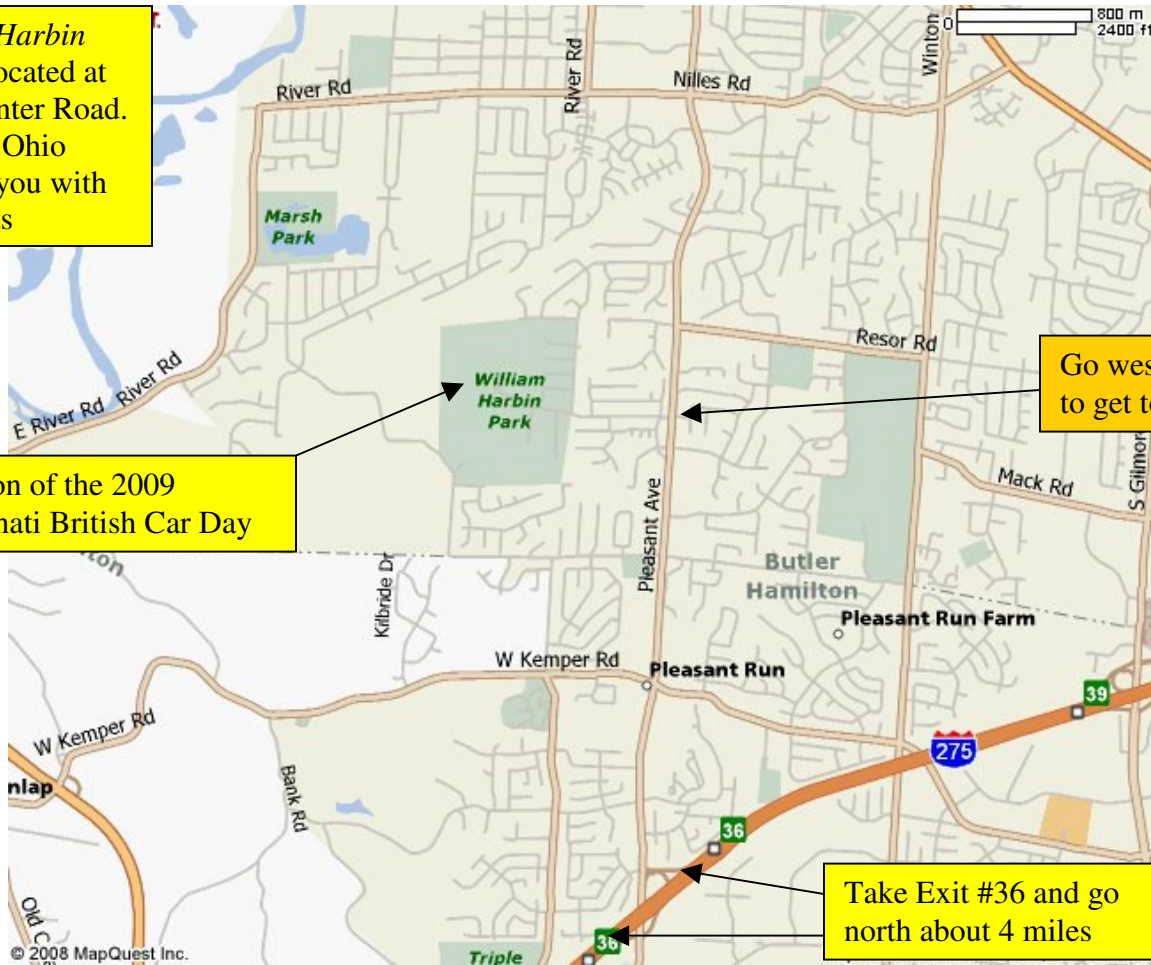 Harbin
ocated at
nter Road.
Ohio
you with
s
0
800 m
2400 ft
River Rd
River Rd
Nilles Rd
Winton
Marsh
Park
E River Rd
River Rd
William
Harbin
Park
Resor Rd
Go wes
to get t
on of the 2009
nati British Car Day
Mack Rd
S Gilmor
Pleasant Ave
Kilbride Dr
Butler
Hamilton
Pleasant Run Farm
W Kemper Rd
Pleasant Run
39
275
W Kemper Rd
nlap
Bank Rd
36
Take Exit #36 and go
north about 4 miles
36
Old C
Triple
© 2008 MapQuest Inc.